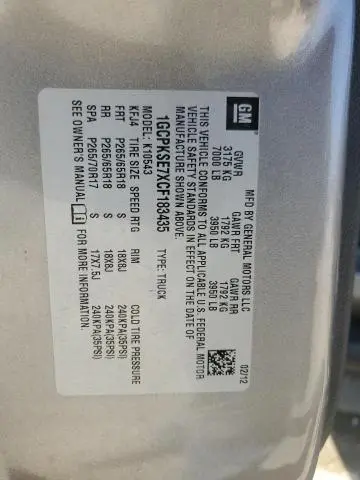 GM
MFD BY GENERAL MOTORS LLC
02/12
GVWR GAWR FRT GAWR RR
3175 KG 1792 KG 1792 KG
7000 LB 3950 LB 3950 LB
THIS VEHICLE CONFORMS TO ALL APPLICABLE U.S. FEDERAL MOTOR
VEHICLE SAFETY STANDARDS IN EFFECT ON THE DATE OF
MANUFACTURE SHOWN ABOVE.
1GCPKSE7XCF183435 TYPE: TRUCK
MODEL: K10543
KFJ4 TIRE SIZE SPEED RTG RIM COLD TIRE PRESSURE
FRT P265/65R18 S 18X8J 240KPA(35PSI)
RR P265/65R18 S 18X8J 240KPA(35PSI)
SPA P265/70R17 S 17X7.5J 240KPA(35PSI)
SEE OWNER'S MANUAL FOR MORE INFORMATION.